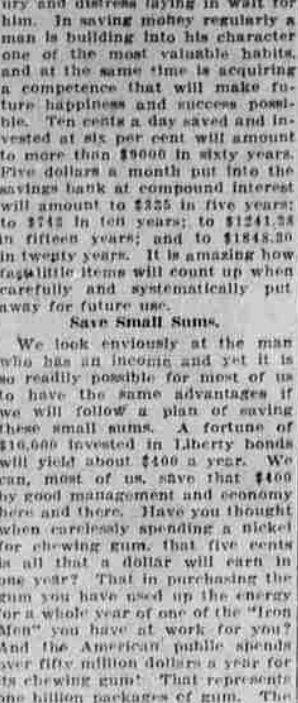 ury and distress laying in wait for
him. In saving money regularly a
man is building into his character
one of the most valuable habits,
and at the same time is acquiring
a competence that will make fu-
ture happiness and success possi-
ble. Ten cents a day saved and in-
vested at six per cent will amount
to more than $9000 in sixty years.
Five dollars a month put into the
savings bank at compound interest
will amount to $335 in five years;
to $743 in ten years; to $1241.38
in fifteen years; and to $1848.30
in twenty years. It is amazing how
little items will count up when
carefully and systematically put
away for future use.
Save Small Sums.
We look enviously at the man
who has an income and yet it is
so readily possible for most of us
to have the same advantages if
we will follow a plan of saving
these small sums. A fortune of
$10,000 invested in Liberty bonds
will yield about $400 a year. We
can, most of us, save that $400
by good management and economy
here and there. Have you thought
when carelessly spending a nickel
for chewing gum, that five cents
is all that a dollar will earn in
one year? That in purchasing the
gum you have used up the energy
for a whole year of one of the "Iron
Men" you have at work for you?
And the American public spends
over fifty million dollars a year for
its chewing gum! That represents
one billion packages of gum. The